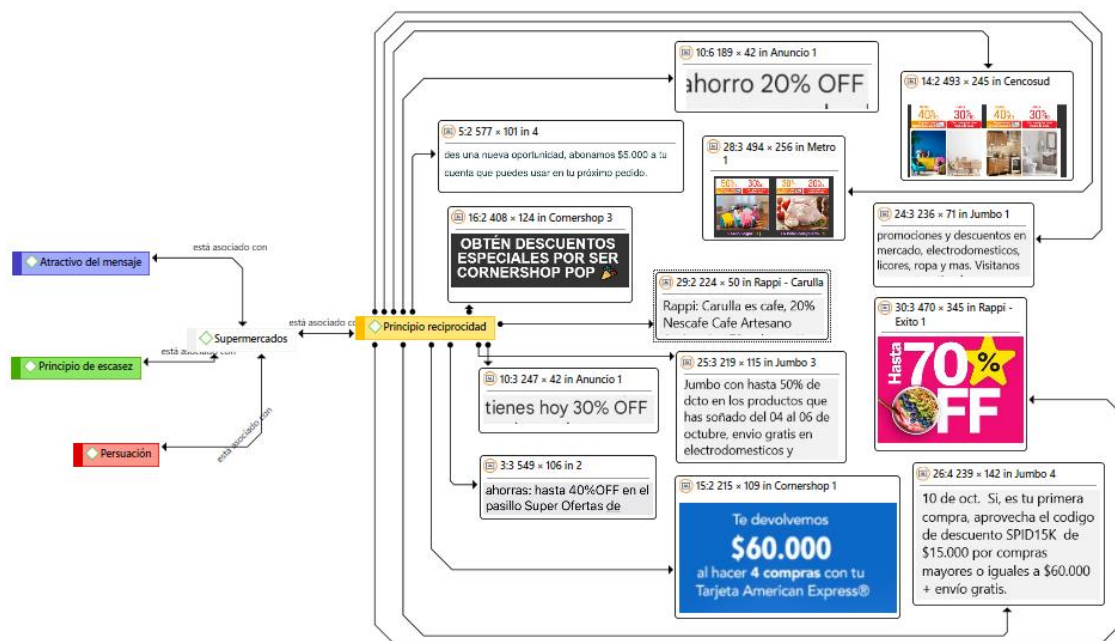 10:6 189 × 42 in Anuncio 1
ahorro 20% OFF
14:2 493 × 245 in Cencosud
40%
30%
40%
30%
5:2 577 × 101 in 4
des una nueva oportunidad, abonamos $5.000 a tu
cuenta que puedes usar en tu próximo pedido.
28:3 494 × 256 in Metro
1
50%
30%
30%
20%
16:2 408 × 124 in Cornershop 3
OBTÉN DESCUENTOS
ESPECIALES POR SER
CORNERSHOP POP
24:3 236 × 71 in Jumbo 1
promociones y descuentos en
mercado, electrodomesticos,
licores, ropa y mas. Visitanos
está asociado con
Atractivo del mensaje
29:2 224 × 50 in Rappi - Carulla
Rappi: Carulla es cafe, 20%
Nescafe Cafe Artesano
30:3 470 × 345 in Rappi -
Exito 1
Hasta
70%
OFF
está asociado co
Principio reciprocidad
Supermercados
está asociado con
Principio de escasez
está asociado con
Persuación
10:3 247 × 42 in Anuncio 1
tienes hoy 30% OFF
25:3 219 × 115 in Jumbo 3
Jumbo con hasta 50% de
dcto en los productos que
has soñado del 04 al 06 de
octubre, envio gratis en
electrodomesticos y
3:3 549 × 106 in 2
ahorras: hasta 40%OFF en el
pasillo Super Ofertas de
15:2 215 × 109 in Cornershop 1
Te devolvemos
$60.000
al hacer 4 compras con tu
Tarjeta American Express®
26:4 239 × 142 in Jumbo 4
10 de oct. Si, es tu primera
compra, aprovecha el codigo
de descuento SPID15K de
$15.000 por compras
mayores o iguales a $60.000
+ envío gratis.